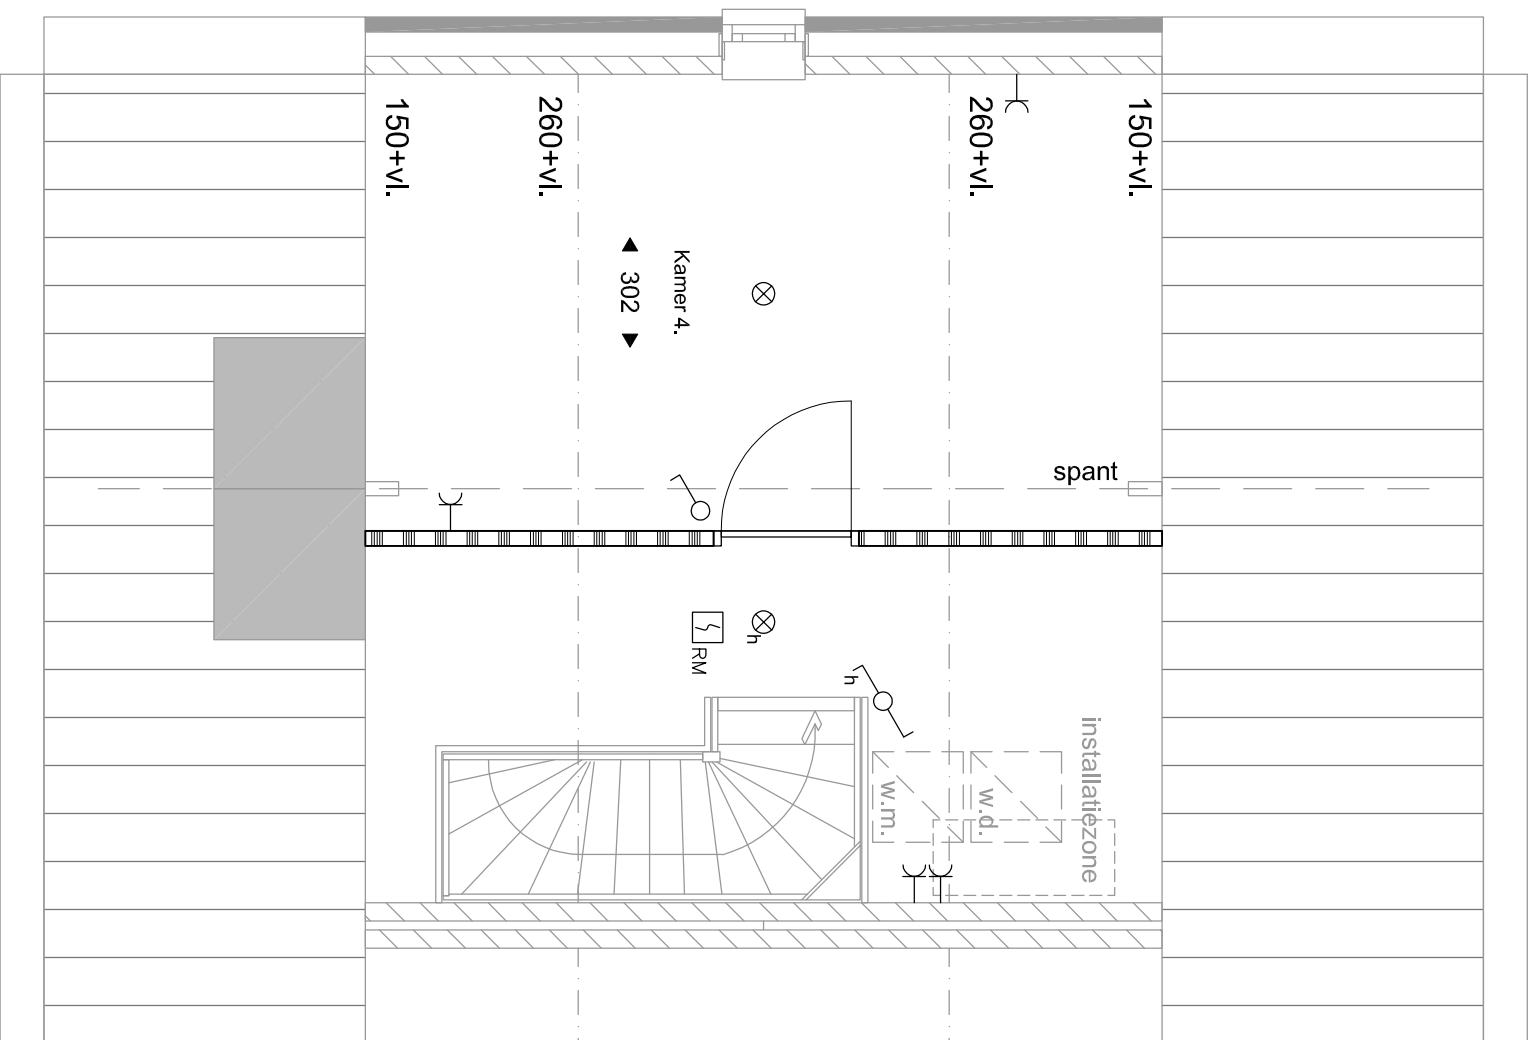 150+vl.
260+vl.
260+vl.
150+vl.
Kamer 4.
302
spant
h
RM
h
installatiezone
w.m.
w.d.